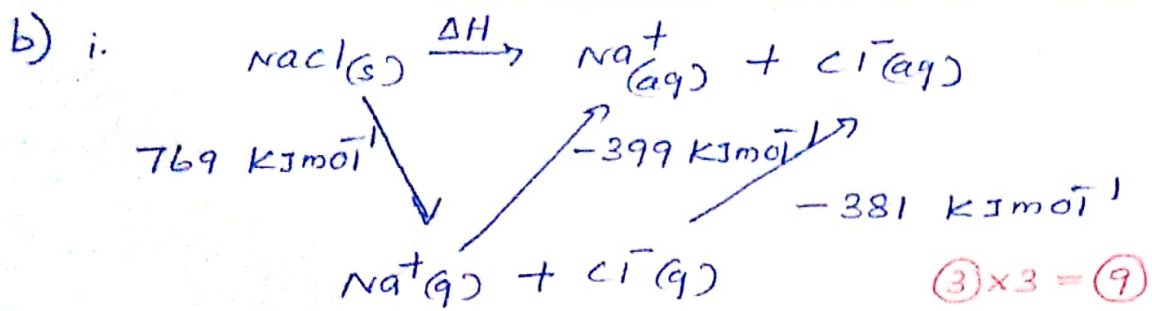 b) i.
NaCl(s) ΔH→ Na⁺(aq) + Cl⁻(aq)
769 KJmol⁻¹ -399 KJmol⁻¹
-381 KJmol⁻¹
Na⁺(g) + Cl⁻(g) ③×3 = ⑨